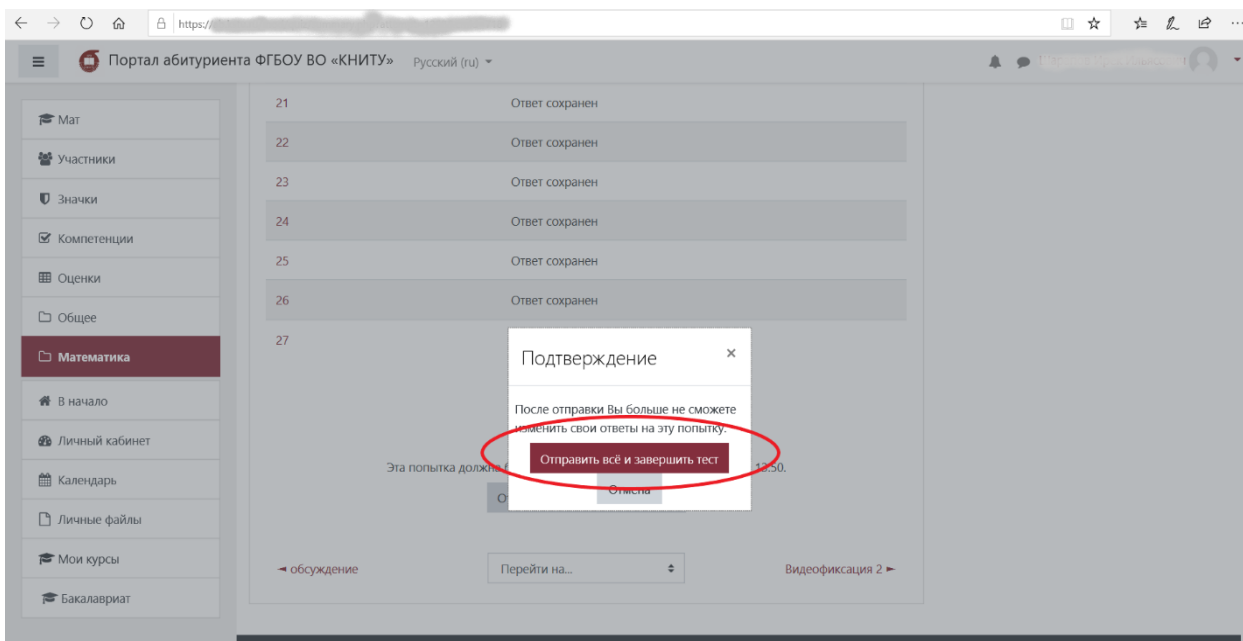 https://
Портал абитуриента ФГБОУ ВО «КНИТУ» Русский (ru)
Мат
Участники
Значки
Компетенции
Оценки
Общее
Математика
В начало
Личный кабинет
Календарь
Личные файлы
Мои курсы
Бакалавриат
21 Ответ сохранен
22 Ответ сохранен
23 Ответ сохранен
24 Ответ сохранен
25 Ответ сохранен
26 Ответ сохранен
27
Подтверждение ×
После отправки Вы больше не сможете
изменить свои ответы на эту попытку.
Отправить всё и завершить тест
Отмена
Эта попытка должна
◄ обсуждение
Перейти на...
Видеофиксация 2 ►